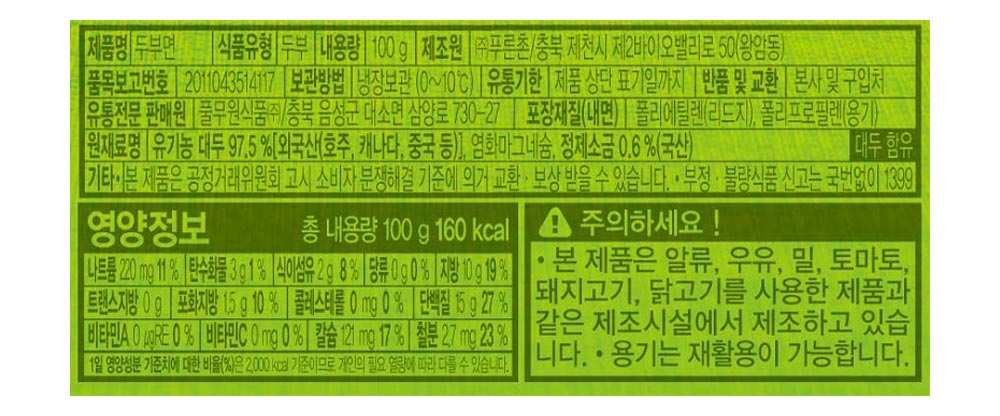 제품명 두부면 식품유형 두부 내용량 100 g 제조원 ㈜푸른촌/충북 제천시 제2바이오밸리로 50(왕암동)
품목보고번호 2011043514117 보관방법 냉장보관 (0~10℃) 유통기한 제품 상단 표기일까지 반품 및 교환 본사 및 구입처
유통전문 판매원 풀무원식품㈜/충북 음성군 대소면 삼양로 730-27 포장재질(내면) 폴리에틸렌(리드지), 폴리프로필렌(용기)
원재료명 유기농 대두 97.5 %[외국산(호주, 캐나다, 중국 등)], 염화마그네슘, 정제소금 0.6 %(국산) 대두 함유
기타 • 본 제품은 공정거래위원회 고시 소비자 분쟁해결 기준에 의거 교환 · 보상 받을 수 있습니다. • 부정 · 불량식품 신고는 국번없이 1399
영양정보 총 내용량 100 g 160 kcal
나트륨 220 mg 11 % 탄수화물 3 g 1 % 식이섬유 2 g 8 % 당류 0 g 0 % 지방 10 g 19 %
트랜스지방 0 g 포화지방 1.5 g 10 % 콜레스테롤 0 mg 0 % 단백질 15 g 27 %
비타민A 0 μgRE 0 % 비타민C 0 mg 0 % 칼슘 121 mg 17 % 철분 2.7 mg 23 %
1일 영양성분 기준치에 대한 비율(%)은 2,000 kcal 기준이므로 개인의 필요 열량에 따라 다를 수 있습니다.
주의하세요 !
• 본 제품은 알류, 우유, 밀, 토마토,
돼지고기, 닭고기를 사용한 제품과
같은 제조시설에서 제조하고 있습
니다. • 용기는 재활용이 가능합니다.